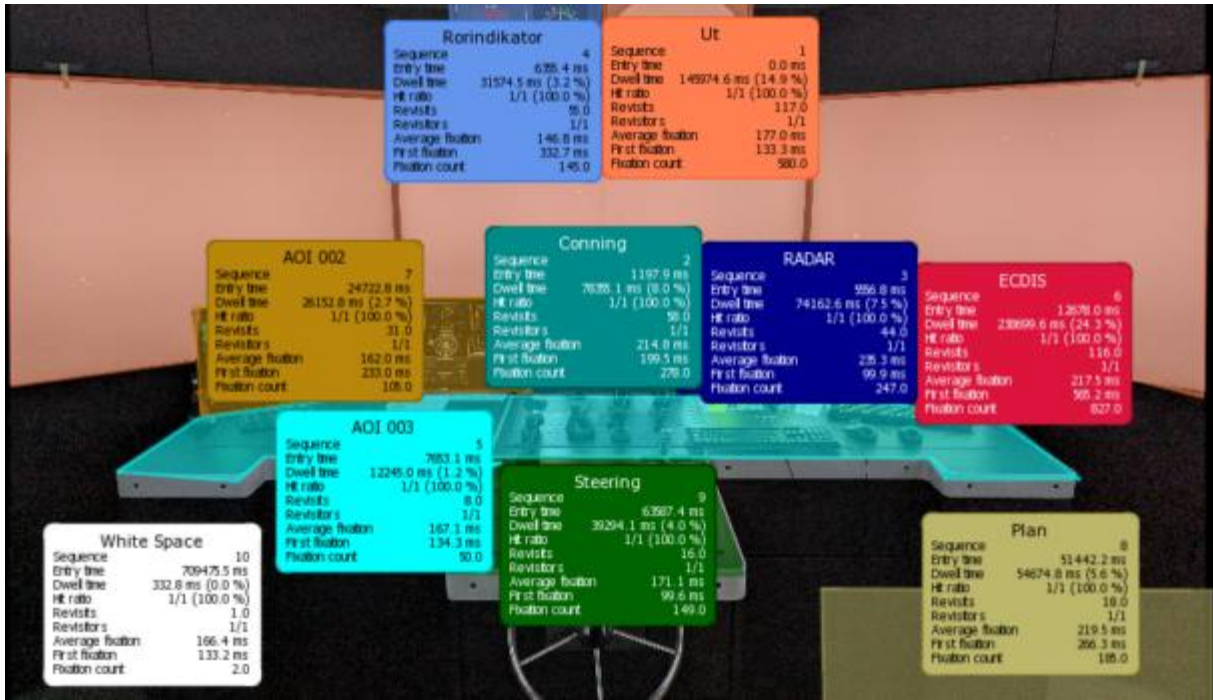 Rorindikator
Sequence 4
Entry time 6355.4 ms
Dwell time 31574.5 ms (3.2 %)
Hit ratio 1/1 (100.0 %)
Revisits 55.0
Revisitors 1/1
Average fixation 146.8 ms
First fixation 332.7 ms
Fixation count 145.0
Ut
Sequence 1
Entry time 0.0 ms
Dwell time 145974.6 ms (14.9 %)
Hit ratio 1/1 (100.0 %)
Revisits 117.0
Revisitors 1/1
Average fixation 177.0 ms
First fixation 133.3 ms
Fixation count 580.0
AOI 002
Sequence 7
Entry time 24722.8 ms
Dwell time 26152.8 ms (2.7 %)
Hit ratio 1/1 (100.0 %)
Revisits 31.0
Revisitors 1/1
Average fixation 162.0 ms
First fixation 233.0 ms
Fixation count 105.0
Conning
Sequence 2
Entry time 1197.9 ms
Dwell time ms (8.0 %)
Hit ratio 1/1 (100.0 %)
Revisits 58.0
Revisitors 1/1
Average fixation 214.8 ms
First fixation 199.5 ms
Fixation count 278.0
RADAR
Sequence 3
Entry time ms
Dwell time 74162.6 ms (7.5 %)
Hit ratio 1/1 (100.0 %)
Revisits 44.0
Revisitors 1/1
Average fixation 235.3 ms
First fixation 99.9 ms
Fixation count 247.0
ECDIS
Sequence 6
Entry time 12678.0 ms
Dwell time 238699.6 ms (24.3 %)
Hit ratio 1/1 (100.0 %)
Revisits 116.0
Revisitors 1/1
Average fixation 217.5 ms
First fixation 565.2 ms
Fixation count 827.0
AOI 003
Sequence 5
Entry time 7653.1 ms
Dwell time 12245.0 ms (1.2 %)
Hit ratio 1/1 (100.0 %)
Revisits 8.0
Revisitors 1/1
Average fixation 167.1 ms
First fixation 134.3 ms
Fixation count 50.0
Steering
Sequence 9
Entry time 63587.4 ms
Dwell time 39294.1 ms (4.0 %)
Hit ratio 1/1 (100.0 %)
Revisits 16.0
Revisitors 1/1
Average fixation 171.1 ms
First fixation 99.6 ms
Fixation count 149.0
White Space
Sequence 10
Entry time 709475.5 ms
Dwell time 332.8 ms (0.0 %)
Hit ratio 1/1 (100.0 %)
Revisits 1.0
Revisitors 1/1
Average fixation 166.4 ms
First fixation 133.2 ms
Fixation count 2.0
Plan
Sequence 8
Entry time 51442.2 ms
Dwell time 54674.8 ms (5.6 %)
Hit ratio 1/1 (100.0 %)
Revisits 18.0
Revisitors 1/1
Average fixation 219.5 ms
First fixation 266.3 ms
Fixation count 185.0